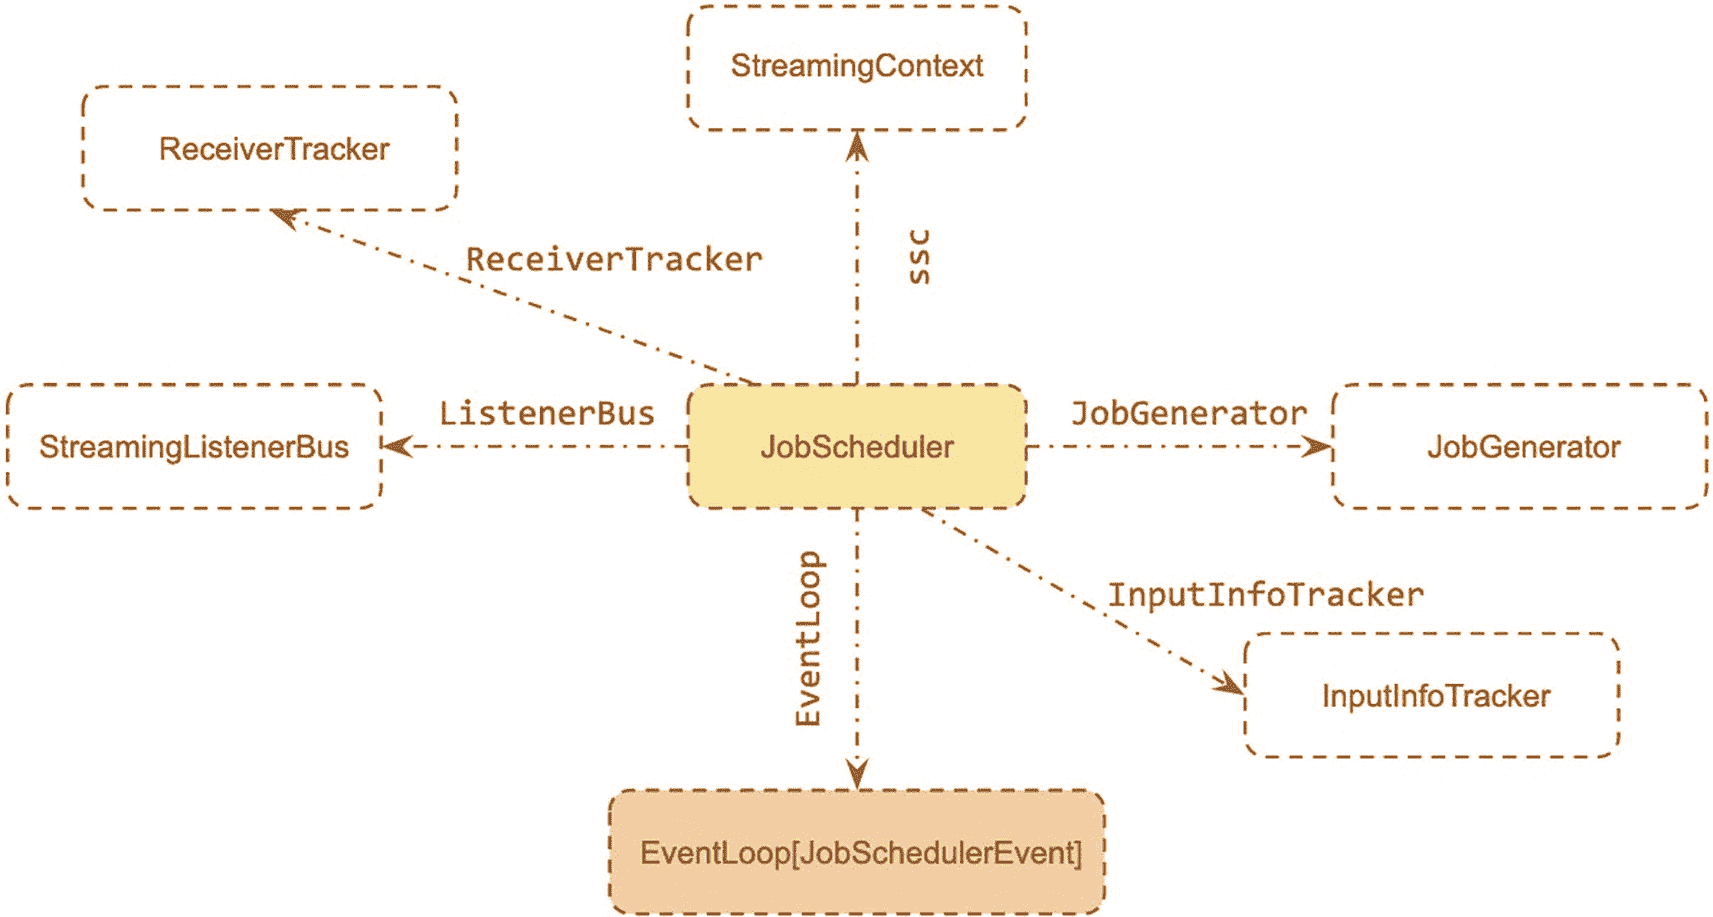 StreamingContext
ReceiverTracker
ReceiverTracker
ssc
ListenerBus
JobGenerator
StreamingListenerBus
JobScheduler
JobGenerator
EventLoop
InputInfoTracker
InputInfoTracker
EventLoop[JobSchedulerEvent]